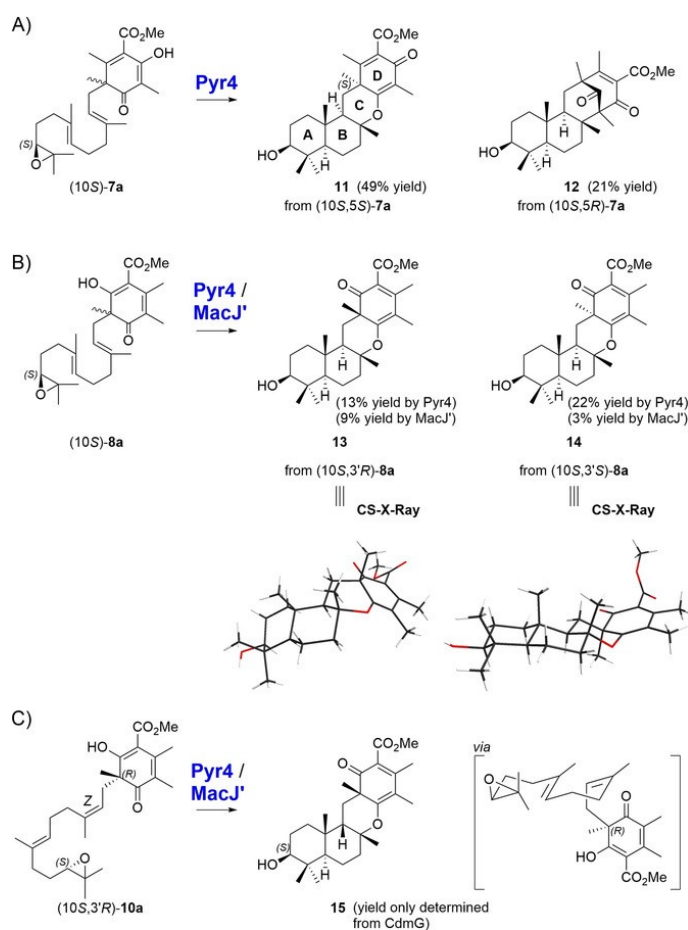 A)
CO₂Me
OH
O
(S)
O
(10S)-7a
Pyr4
CO₂Me
O
(S)
D
C
O
H
A
B
HO
H
11 (49% yield)
from (10S,5S)-7a
O
CO₂Me
O
H
HO
H
12 (21% yield)
from (10S,5R)-7a
B)
CO₂Me
HO
O
(S)
O
(10S)-8a
Pyr4 /
MacJ'
CO₂Me
O
O
H
HO
H
(13% yield by Pyr4)
(9% yield by MacJ')
13
from (10S,3'R)-8a
CS-X-Ray
CO₂Me
O
O
H
HO
H
(22% yield by Pyr4)
(3% yield by MacJ')
14
from (10S,3'S)-8a
CS-X-Ray
C)
CO₂Me
HO
(R)
O
Z
(S)
O
(10S,3'R)-10a
Pyr4 /
MacJ'
CO₂Me
O
O
H
(S)
HO
H
15 (yield only determined
from CdmG)
via
O
O
(R)
HO
CO₂Me